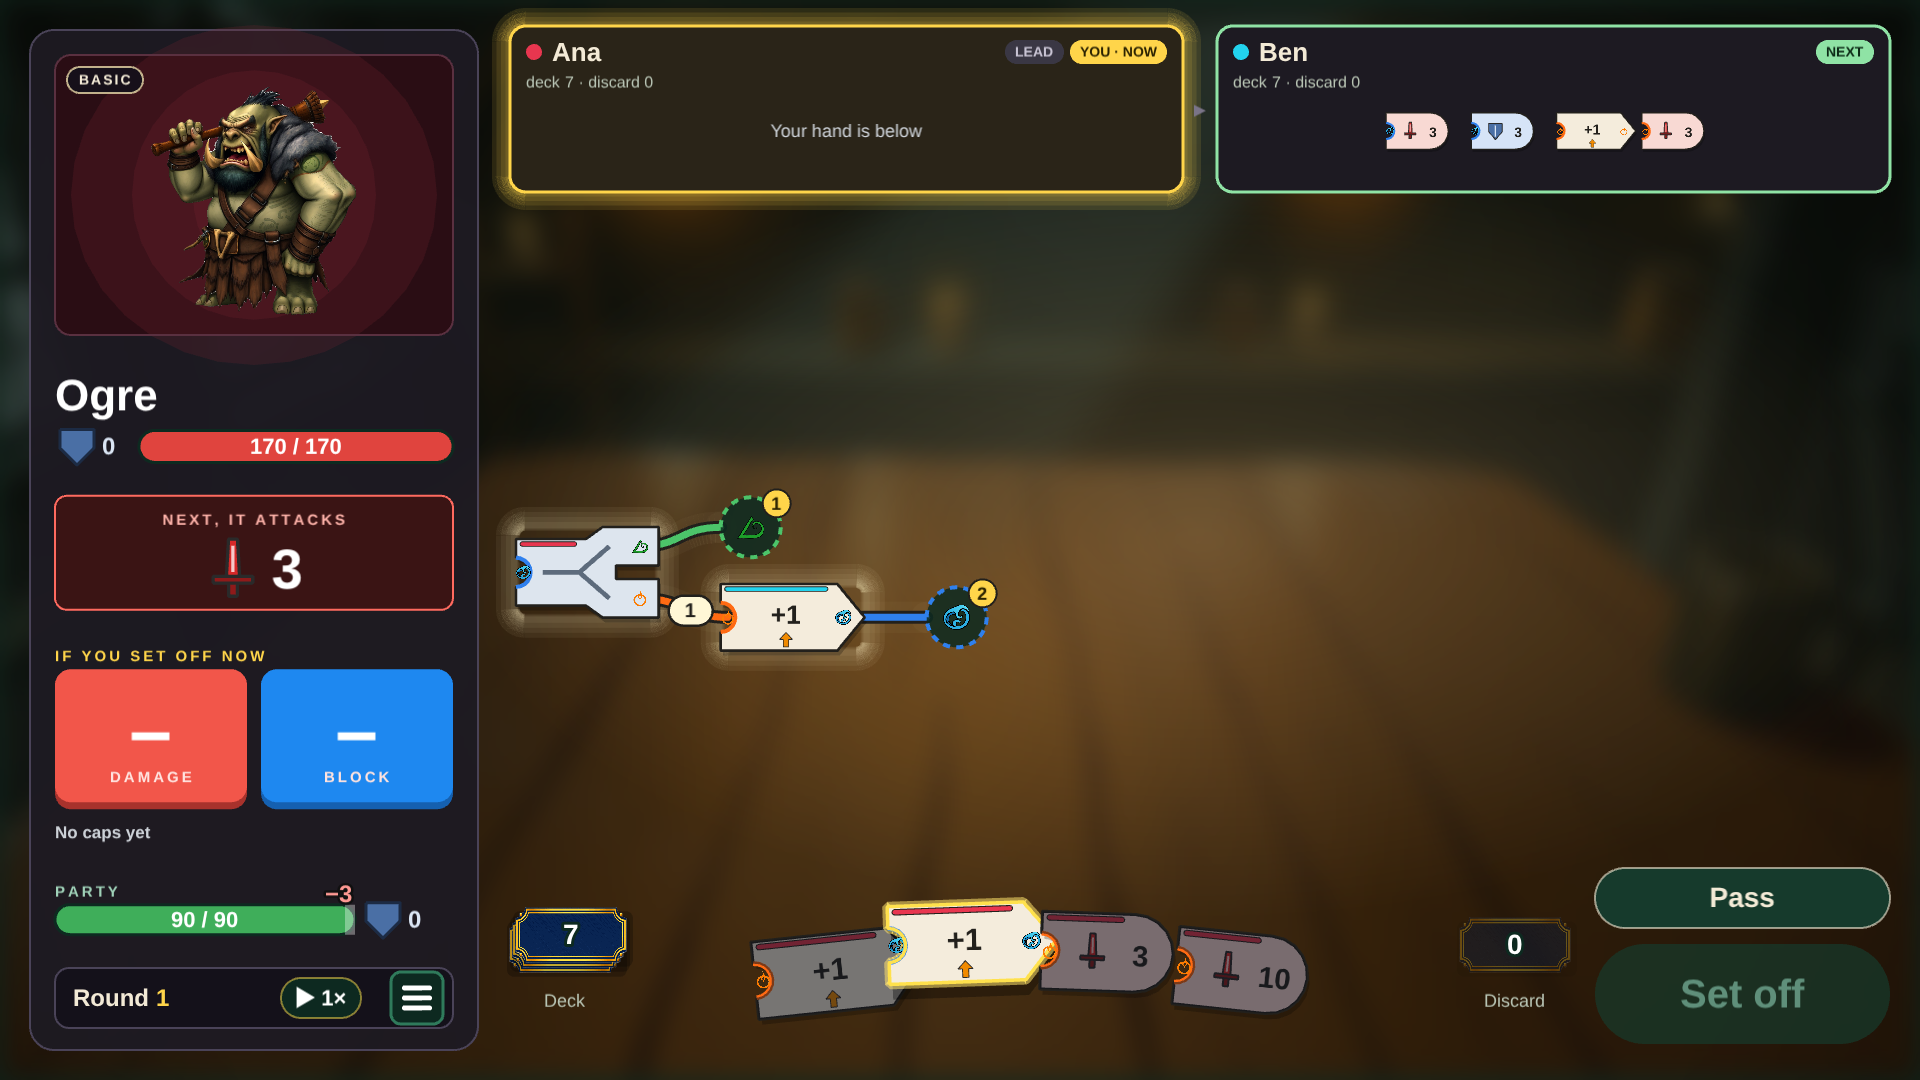 BASIC
Ogre
0
170 / 170
NEXT, IT ATTACKS
3
IF YOU SET OFF NOW
–
DAMAGE
–
BLOCK
No caps yet
PARTY
–3
90 / 90
0
Round 1
1×
Ana
LEAD
YOU · NOW
deck 7 · discard 0
Your hand is below
Ben
NEXT
deck 7 · discard 0
3
3
+1
3
1
1
+1
2
7
Deck
+1
+1
3
10
0
Discard
Pass
Set off